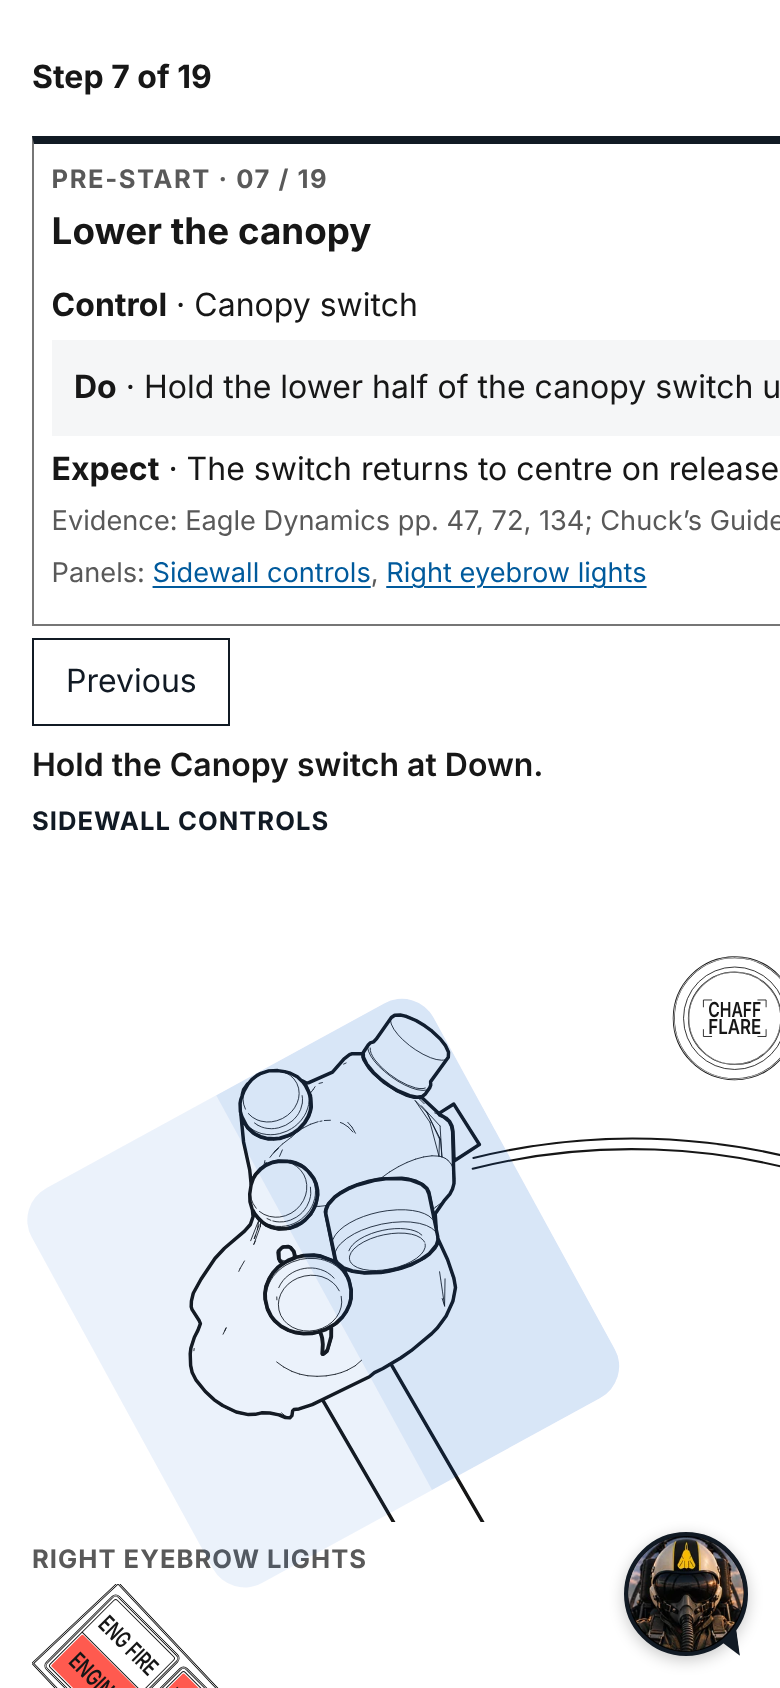 Step 7 of 19
PRE-START · 07 / 19
Lower the canopy
Control · Canopy switch
Do · Hold the lower half of the canopy switch u
Expect · The switch returns to centre on release
Evidence: Eagle Dynamics pp. 47, 72, 134; Chuck’s Guide
Panels: Sidewall controls, Right eyebrow lights
Previous
Hold the Canopy switch at Down.
SIDEWALL CONTROLS
CHAFF
FLARE
RIGHT EYEBROW LIGHTS
ENG FIRE
ENGIN